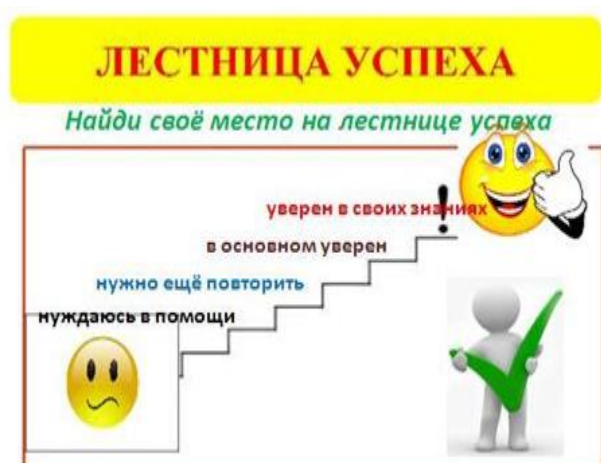 ЛЕСТНИЦА УСПЕХА
Найди своё место на лестнице успеха
уверен в своих знаниях
!
в основном уверен
нужно ещё повторить
нуждаюсь в помощи